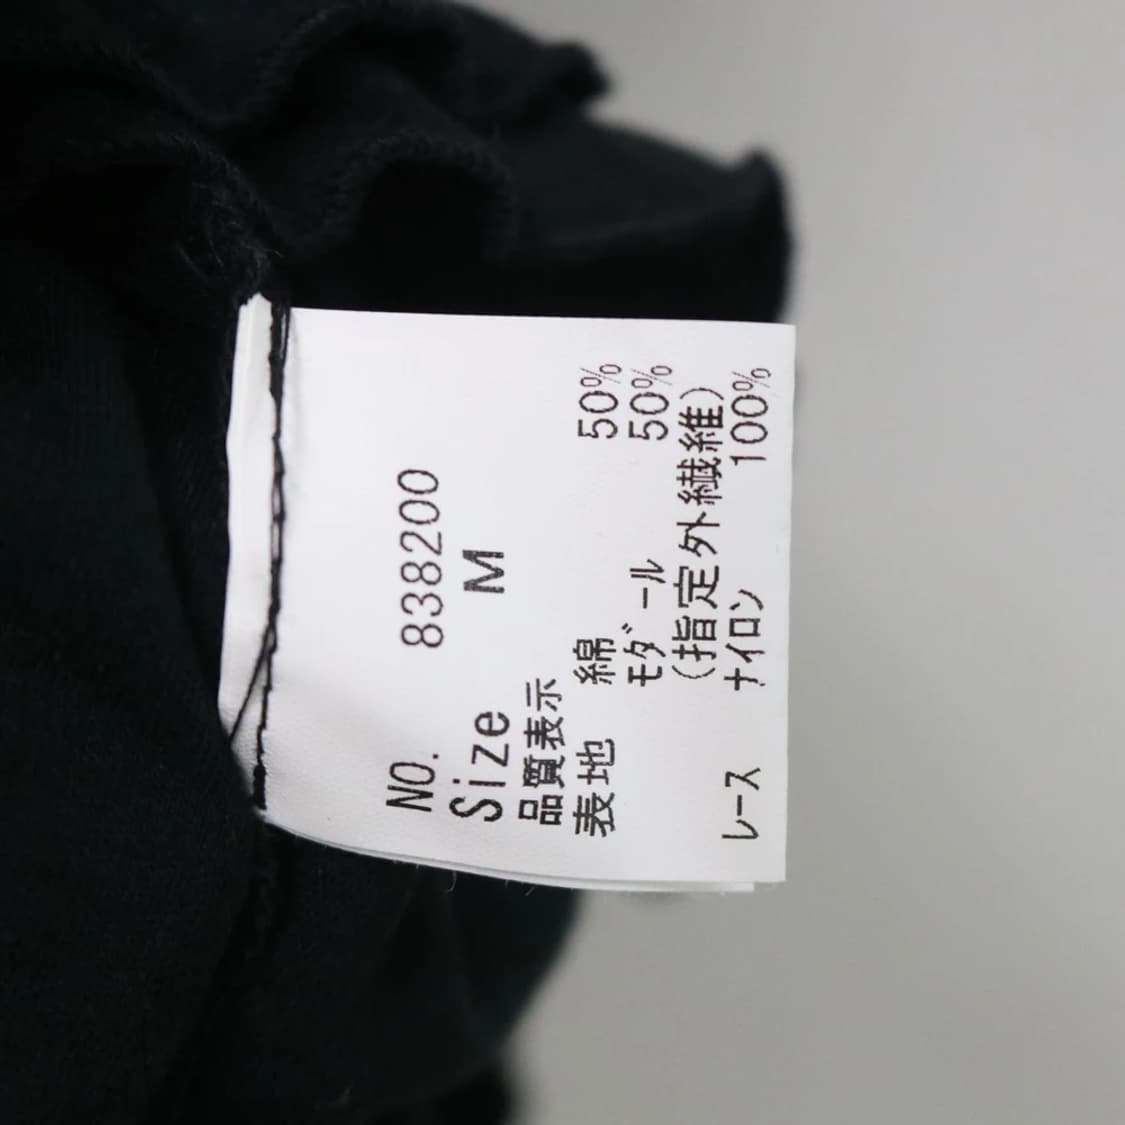 NO. 838200
Size M
品質表示
表地 綿 50%
ﾓﾀﾞｰﾙ 50%
(指定外繊維)
レース ナイロン 100%